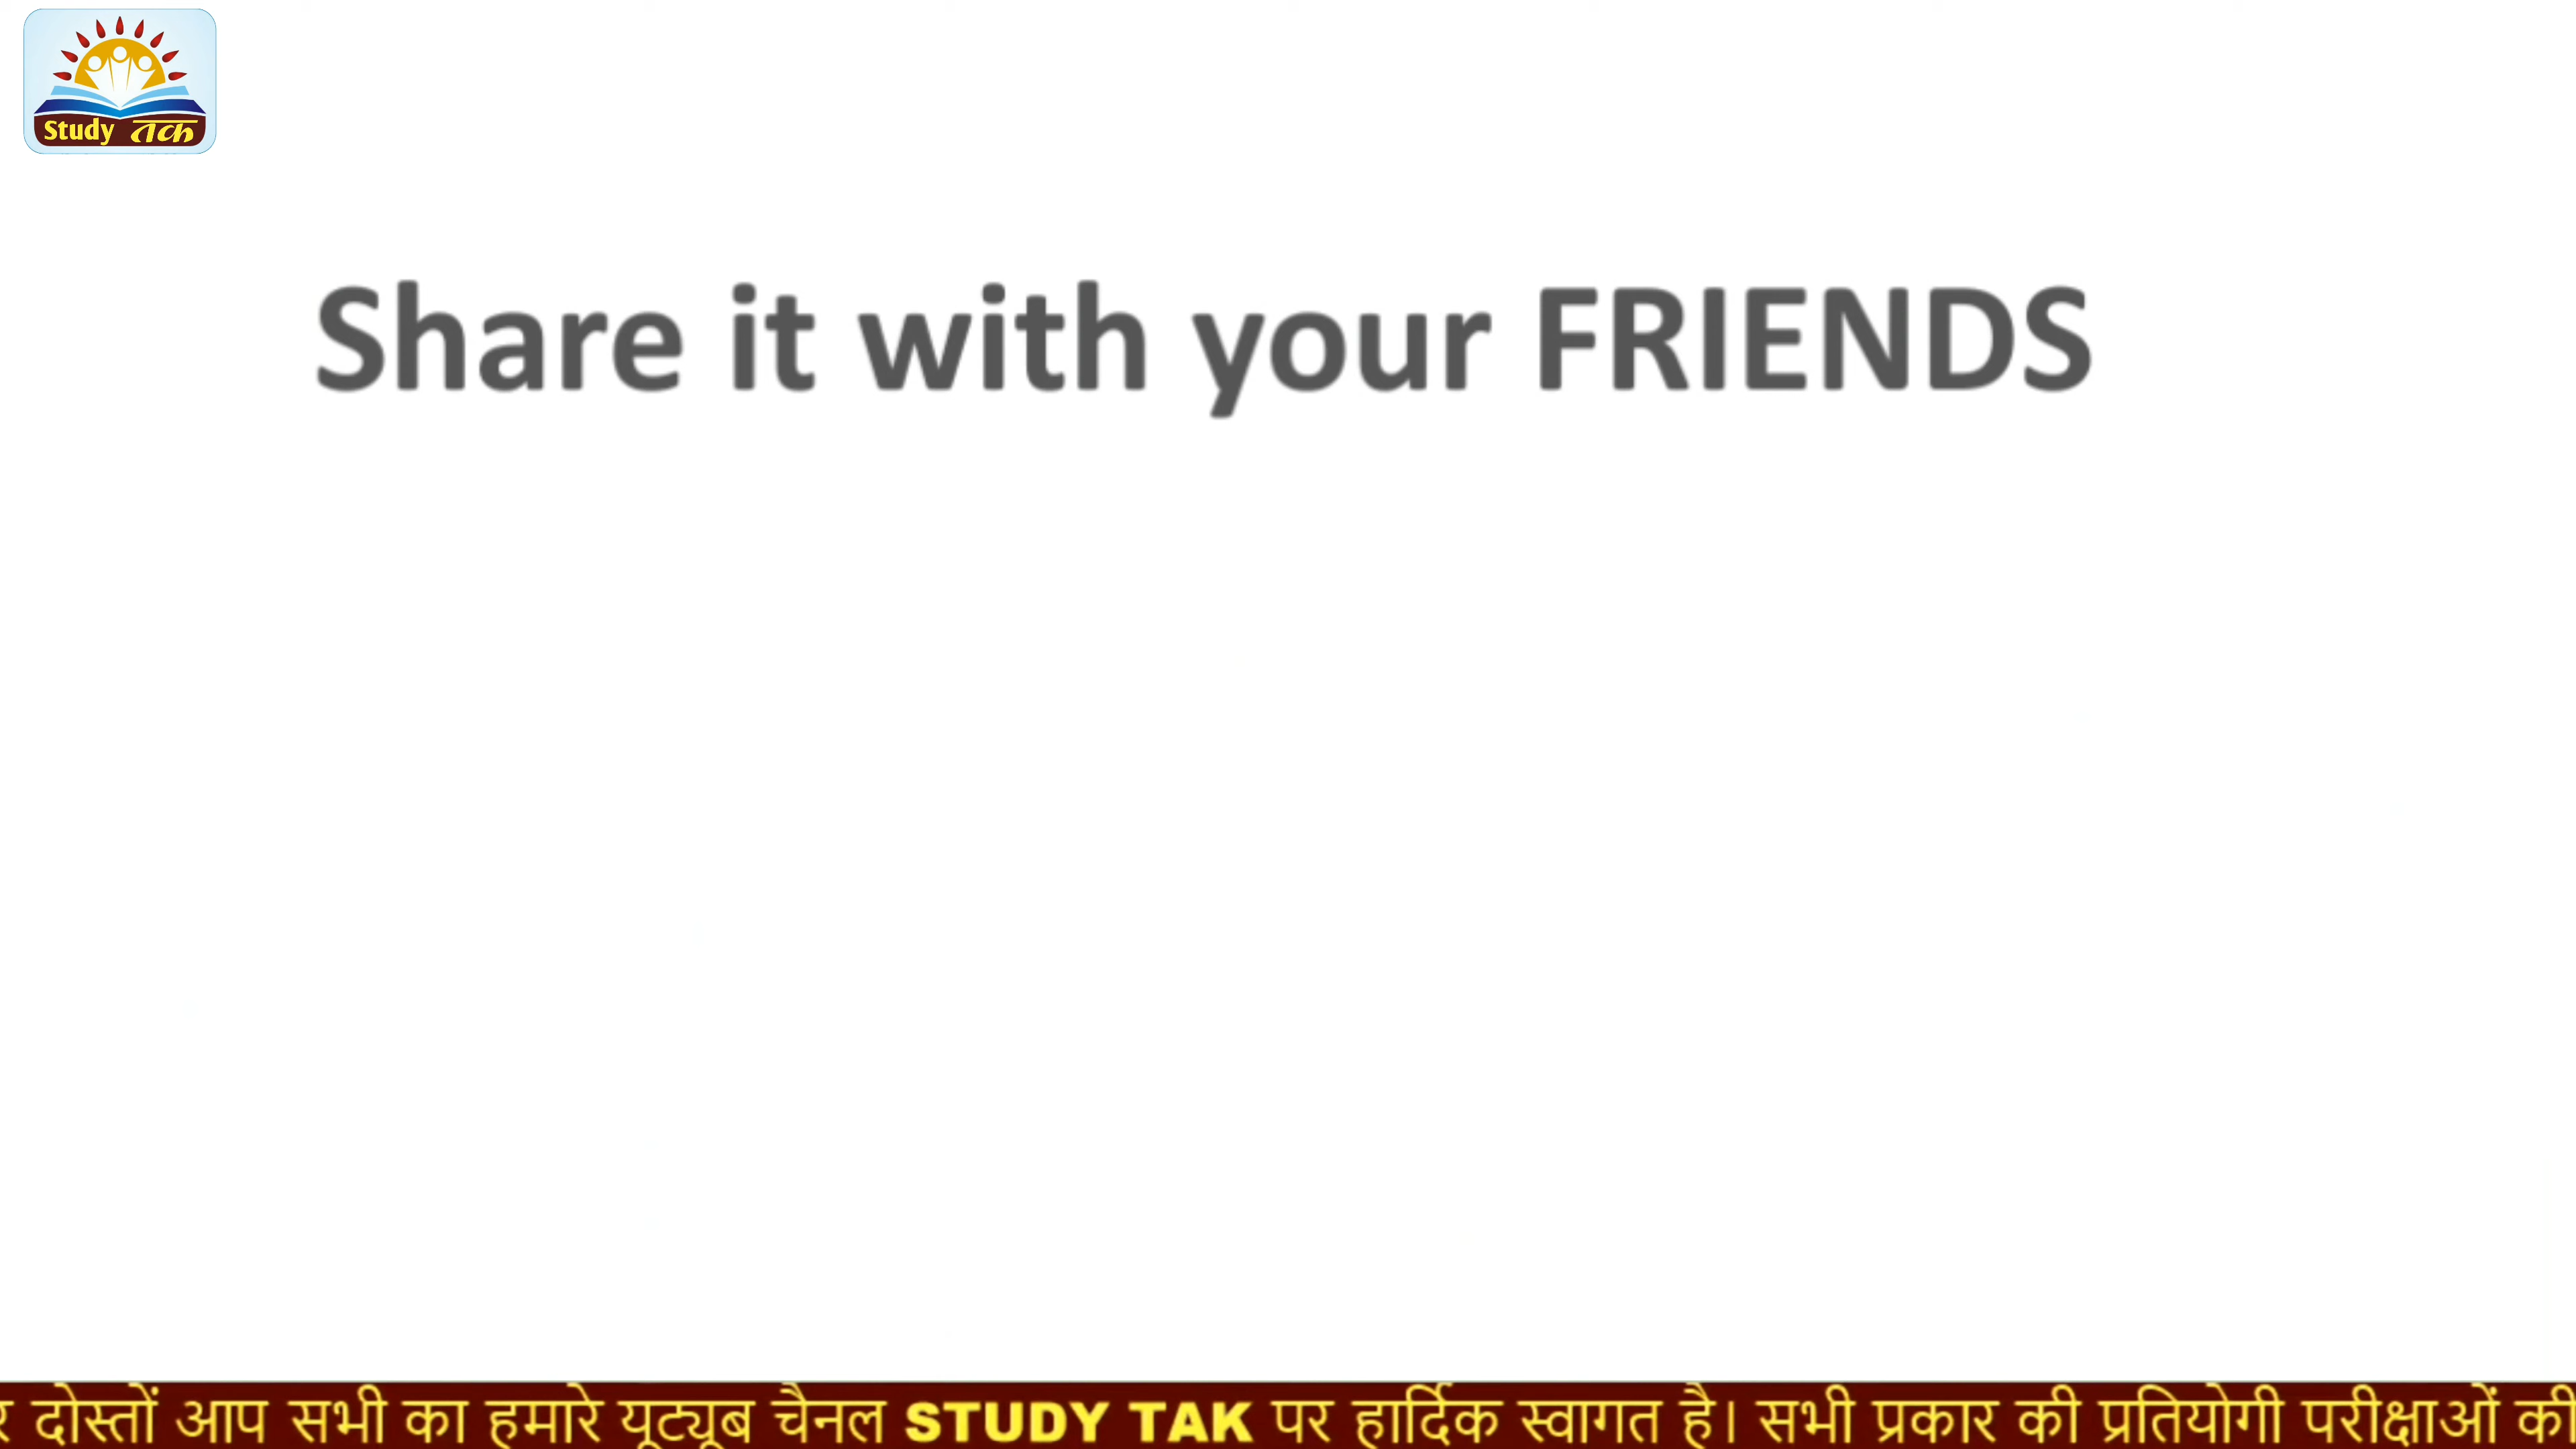 Study तक
Share it with your FRIENDS
दोस्तों आप सभी का हमारे यूट्यूब चैनल STUDY TAK पर हार्दिक स्वागत है। सभी प्रकार की प्रतियोगी परीक्षाओं की